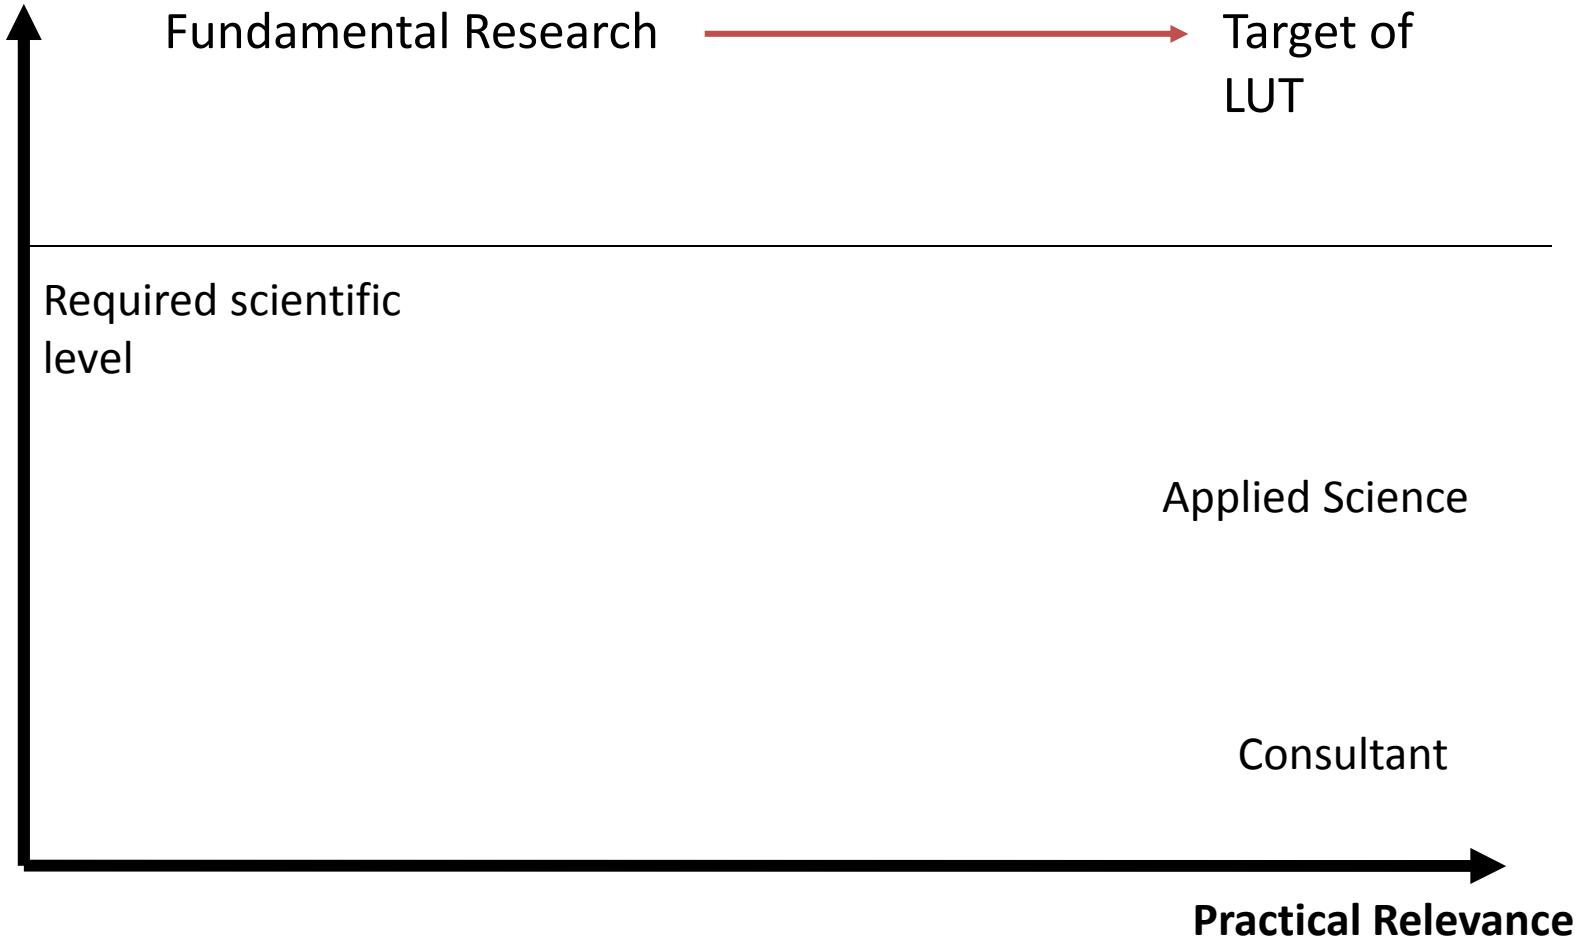 Fundamental Research
Target of
LUT
Required scientific
level
Applied Science
Consultant
Practical Relevance